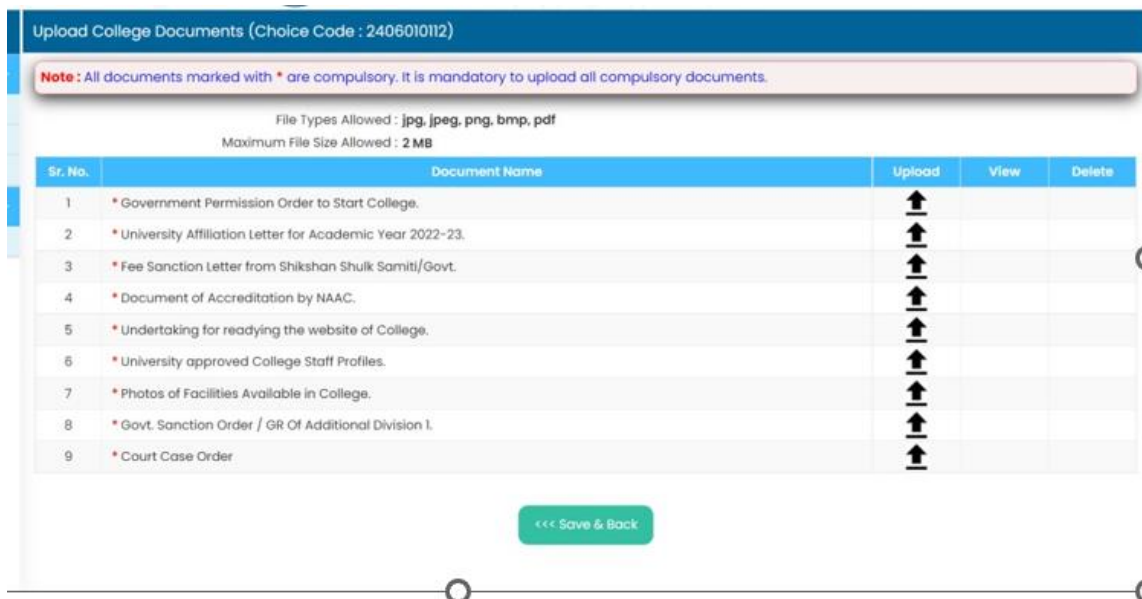 Upload College Documents (Choice Code : 2406010112)
Note : All documents marked with * are compulsory. It is mandatory to upload all compulsory documents.
File Types Allowed : jpg, jpeg, png, bmp, pdf
Maximum File Size Allowed : 2 MB
Sr. No. Document Name Upload View Delete
1 * Government Permission Order to Start College.
2 * University Affiliation Letter for Academic Year 2022-23.
3 * Fee Sanction Letter from Shikshan Shulk Samiti/Govt.
4 * Document of Accreditation by NAAC.
5 * Undertaking for readying the website of College.
6 * University approved College Staff Profiles.
7 * Photos of Facilities Available in College.
8 * Govt. Sanction Order / GR Of Additional Division 1.
9 * Court Case Order
<<< Save & Back